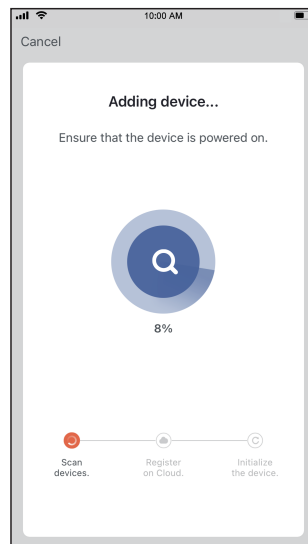 10:00 AM
Cancel
Adding device...
Ensure that the device is powered on.
8%
Scan
devices.
Register
on Cloud.
Initialize
the device.